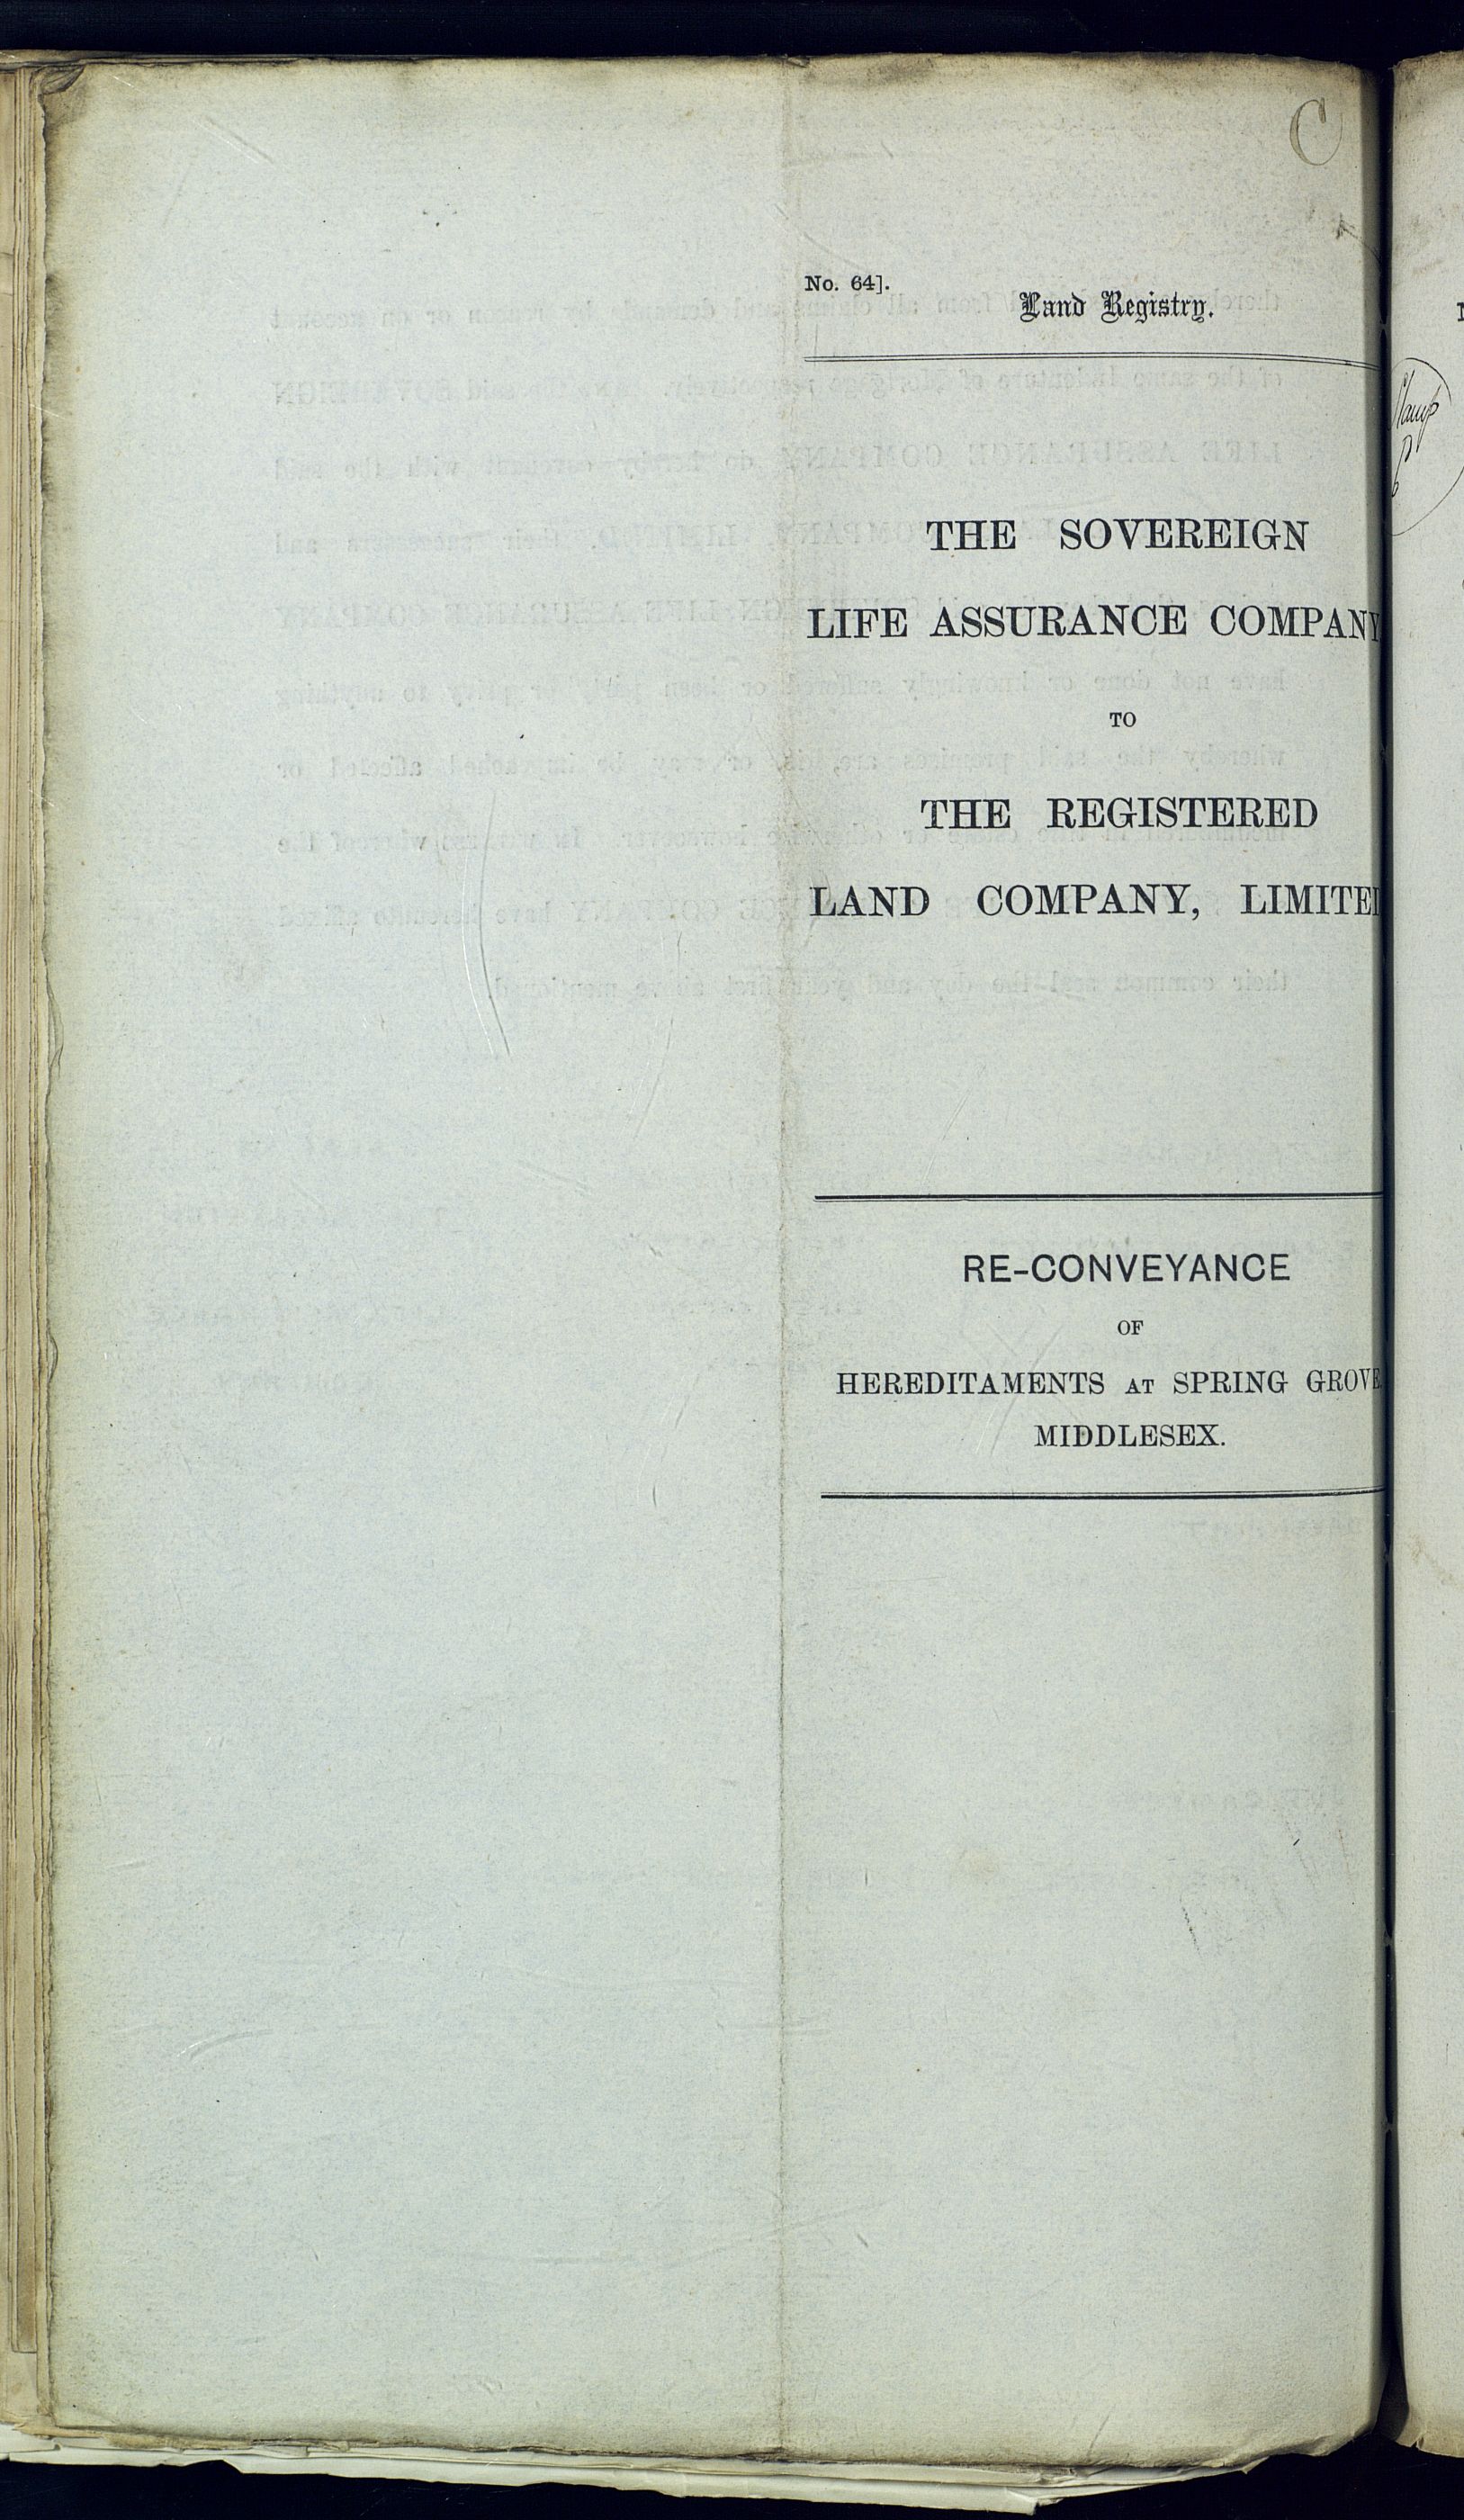 C
No. 64].
Land Registry.
THE SOVEREIGN
LIFE ASSURANCE COMPANY
TO
THE REGISTERED
LAND COMPANY, LIMITED
RE-CONVEYANCE
OF
HEREDITAMENTS AT SPRING GROVE
MIDDLESEX.